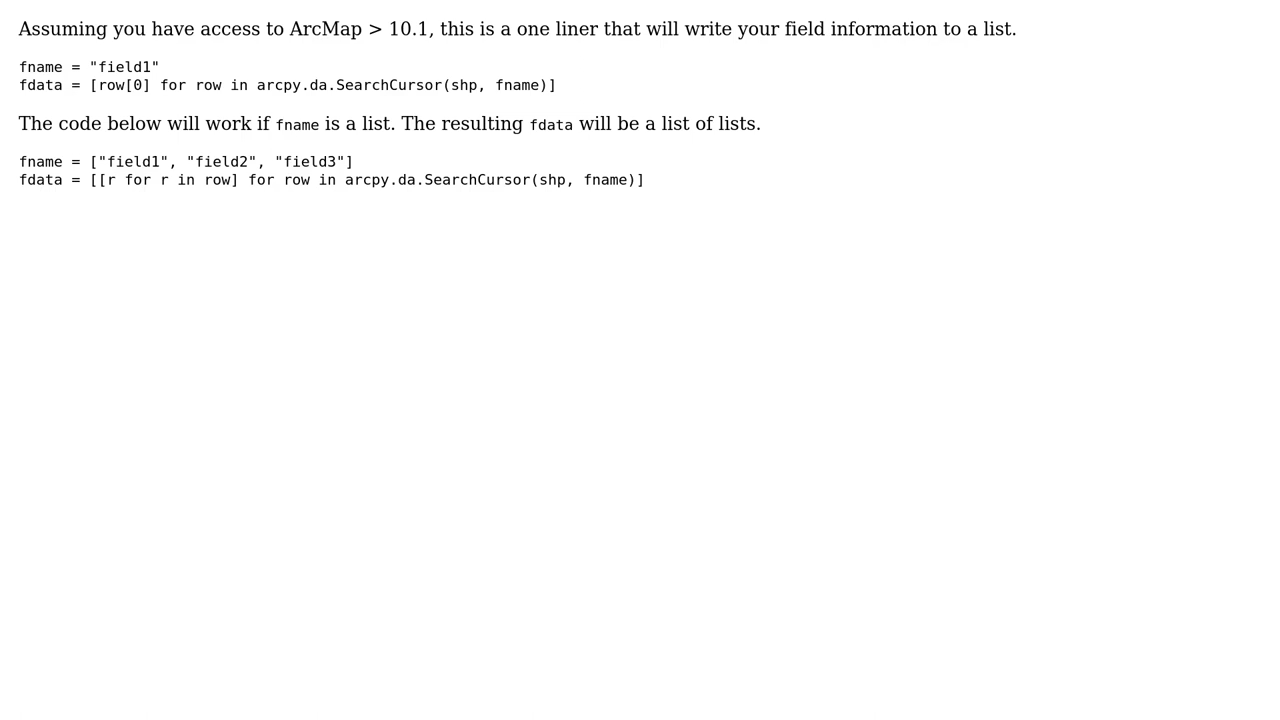 Assuming you have access to ArcMap > 10.1, this is a one liner that will write your field information to a list.
fname = "field1"
fdata = [row[0] for row in arcpy.da.SearchCursor(shp, fname)]
The code below will work if fname is a list. The resulting fdata will be a list of lists.
fname = ["field1", "field2", "field3"]
fdata = [[r for r in row] for row in arcpy.da.SearchCursor(shp, fname)]